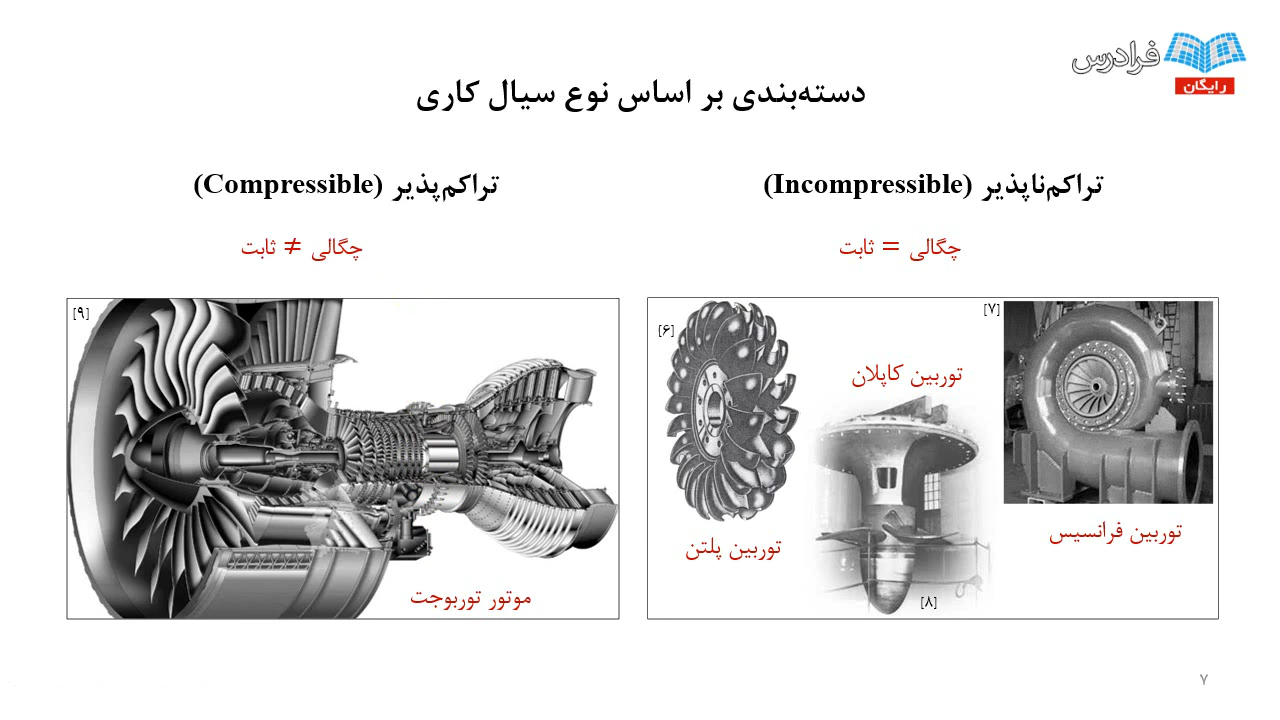 فرادرس
رایگان
دسته‌بندی بر اساس نوع سیال کاری
تراکم‌ناپذیر (Incompressible)
چگالی = ثابت
[۷]
[۶]
توربین کاپلان
توربین فرانسیس
توربین پلتن
[۸]
تراکم‌پذیر (Compressible)
چگالی ≠ ثابت
[۹]
موتور توربوجت
۷